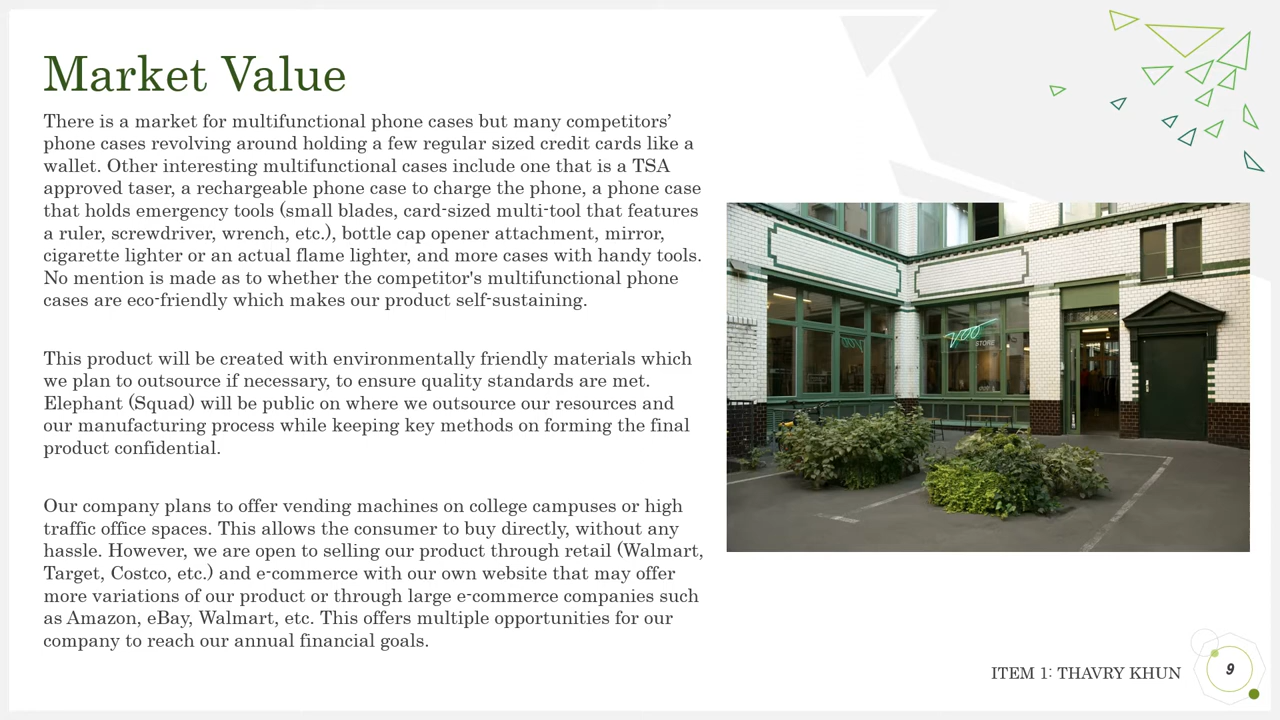 Market Value
There is a market for multifunctional phone cases but many competitors’
phone cases revolving around holding a few regular sized credit cards like a
wallet. Other interesting multifunctional cases include one that is a TSA
approved taser, a rechargeable phone case to charge the phone, a phone case
that holds emergency tools (small blades, card-sized multi-tool that features
a ruler, screwdriver, wrench, etc.), bottle cap opener attachment, mirror,
cigarette lighter or an actual flame lighter, and more cases with handy tools.
No mention is made as to whether the competitor's multifunctional phone
cases are eco-friendly which makes our product self-sustaining.
This product will be created with environmentally friendly materials which
we plan to outsource if necessary, to ensure quality standards are met.
Elephant (Squad) will be public on where we outsource our resources and
our manufacturing process while keeping key methods on forming the final
product confidential.
Our company plans to offer vending machines on college campuses or high
traffic office spaces. This allows the consumer to buy directly, without any
hassle. However, we are open to selling our product through retail (Walmart,
Target, Costco, etc.) and e-commerce with our own website that may offer
more variations of our product or through large e-commerce companies such
as Amazon, eBay, Walmart, etc. This offers multiple opportunities for our
company to reach our annual financial goals.
voo
STORE
ITEM 1: THAVRY KHUN
9